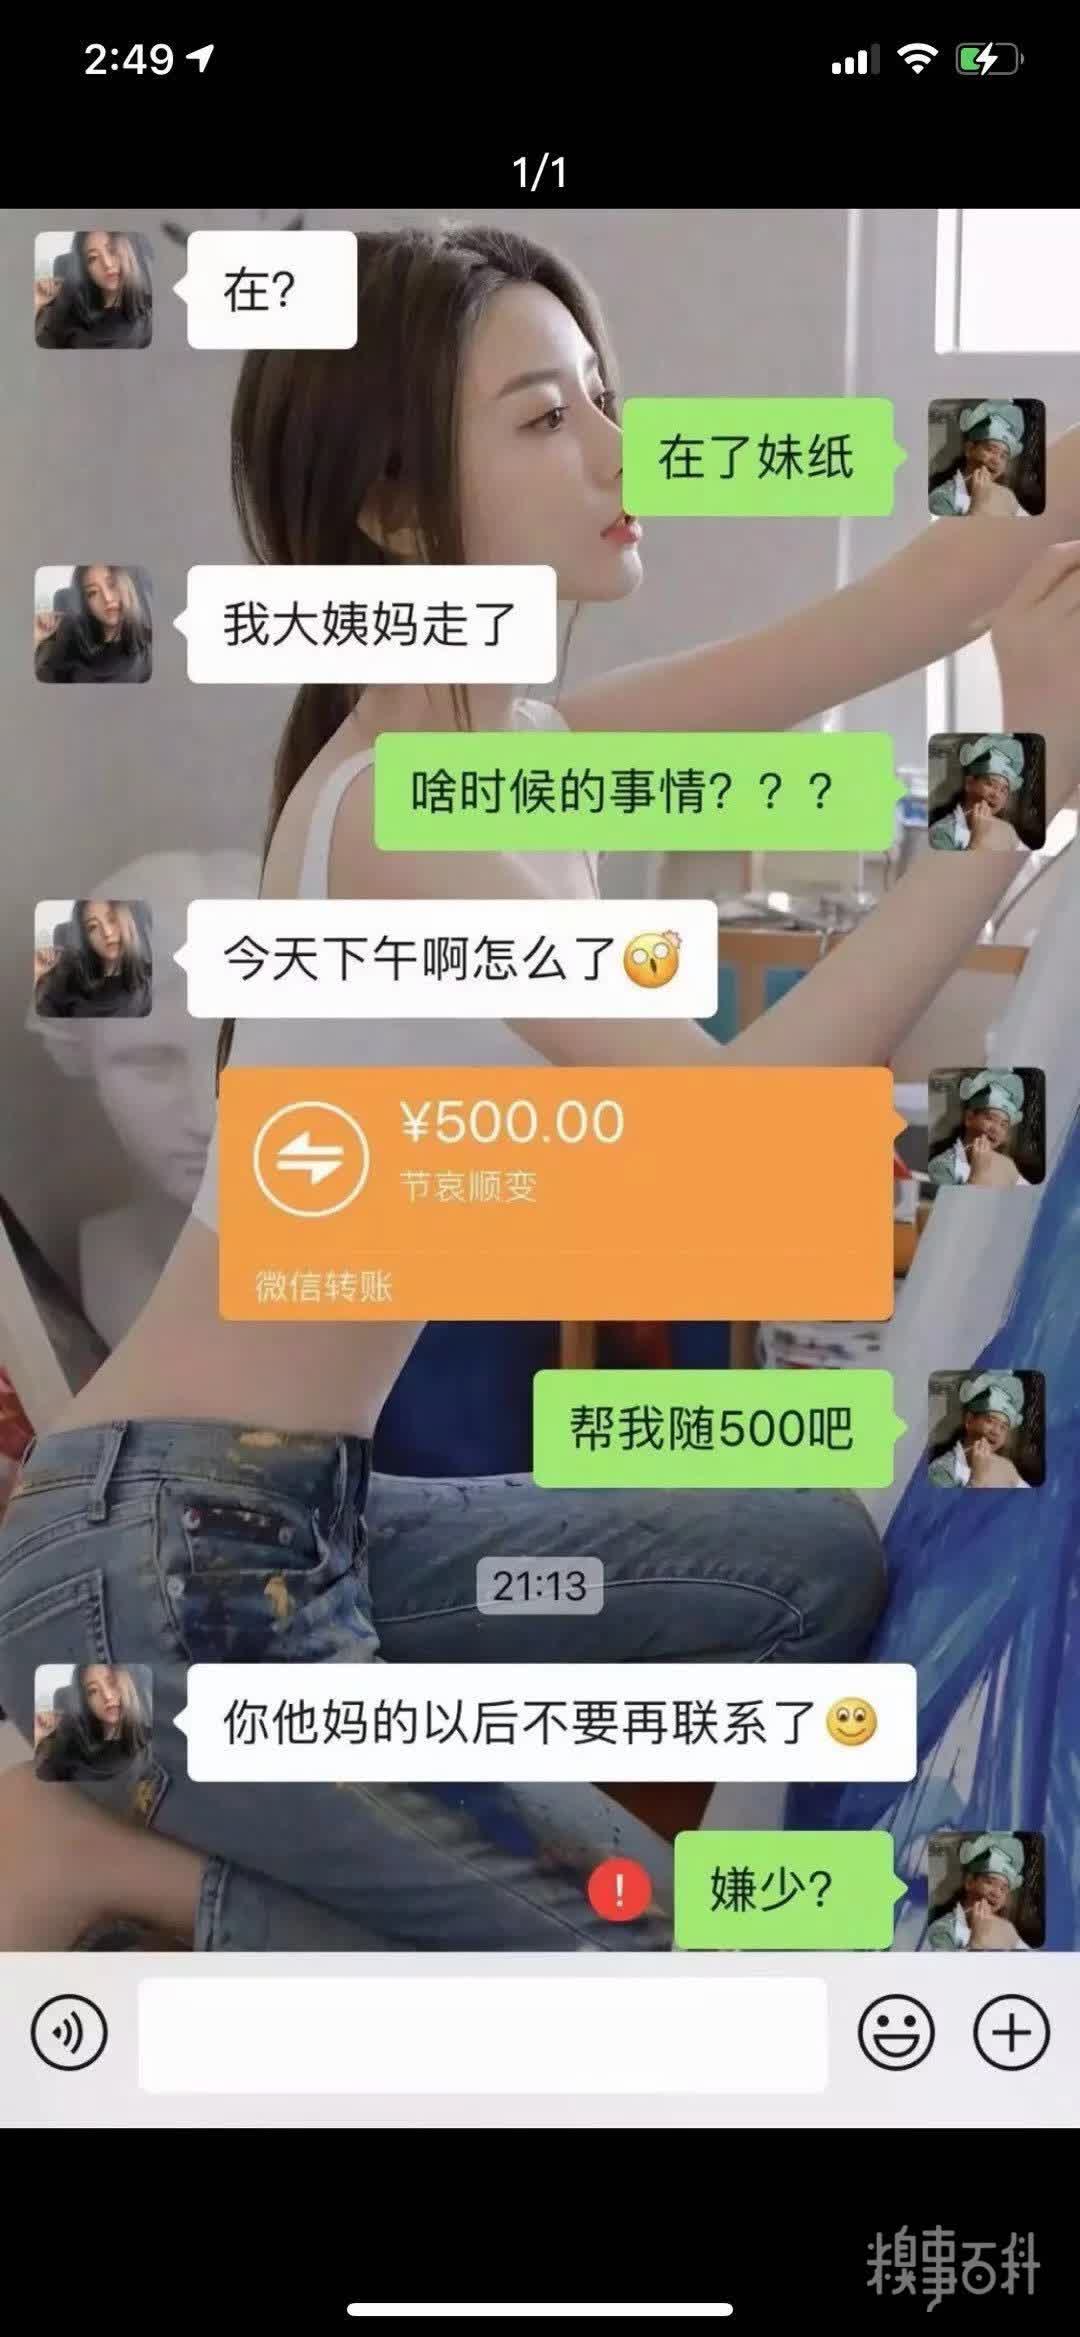 2:49
1/1
在?
在了妹纸
我大姨妈走了
啥时候的事情？？？
今天下午啊怎么了
¥500.00
节哀顺变
微信转账
帮我随500吧
21:13
你他妈的以后不要再联系了
! 嫌少?
糗事百科